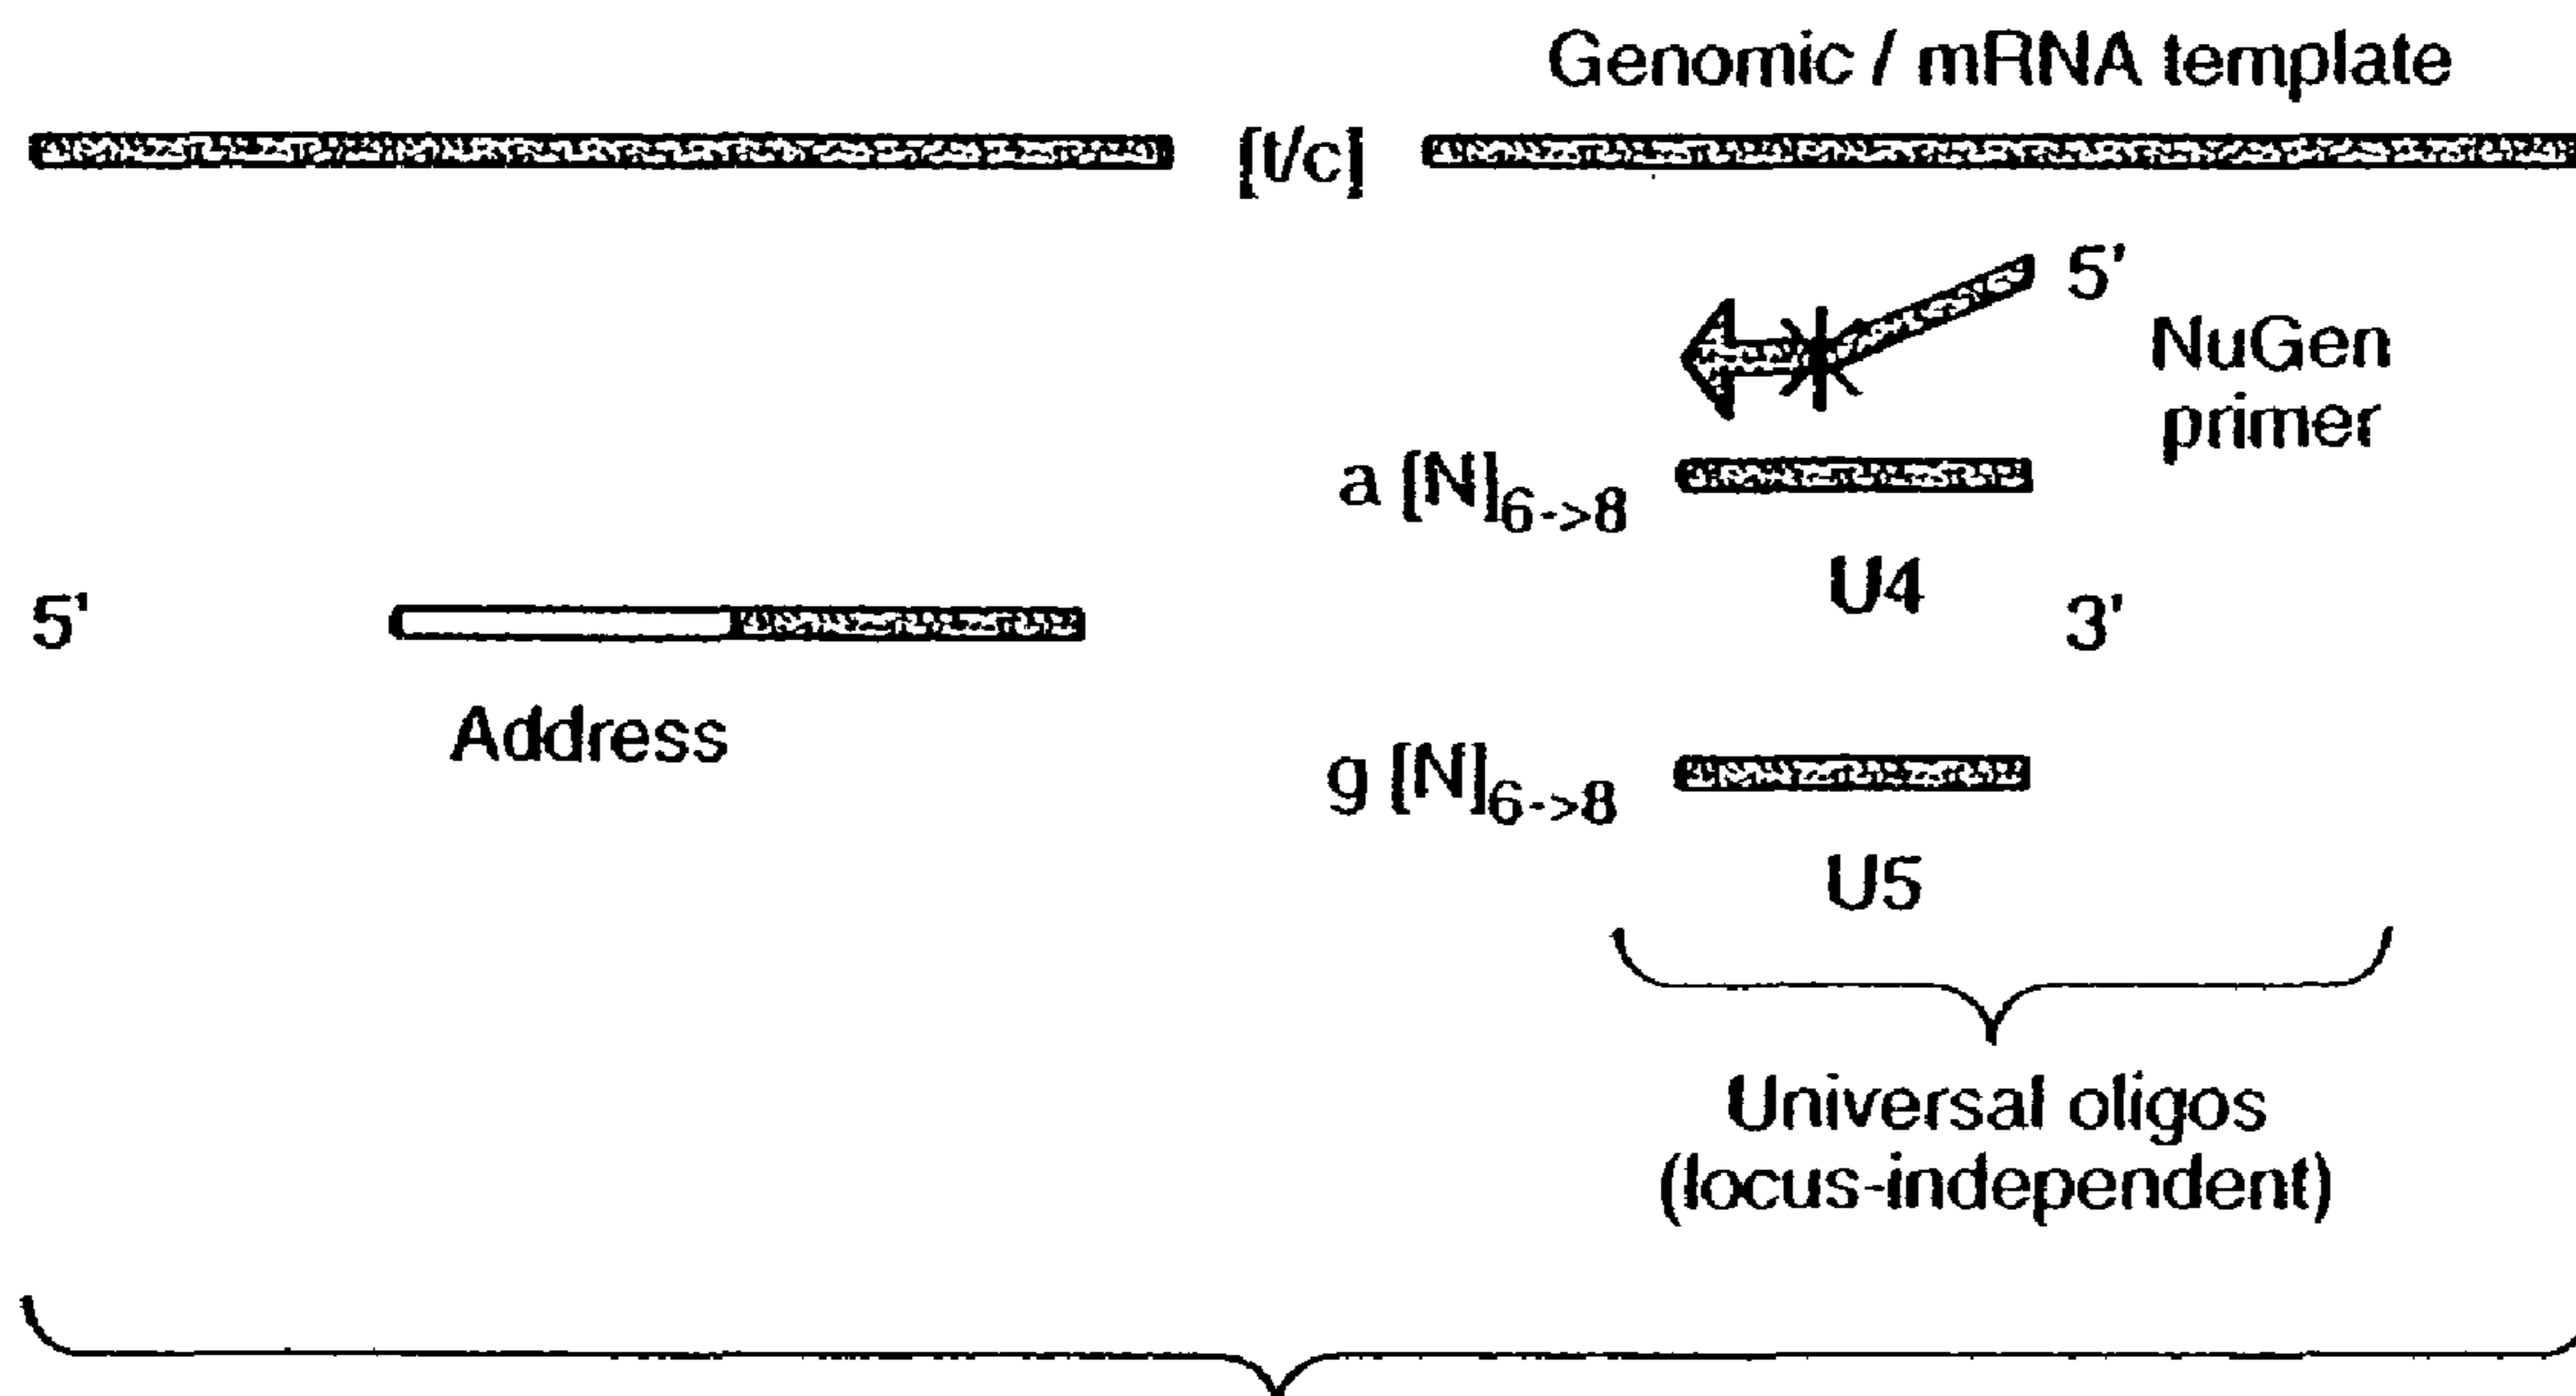 Genomic / mRNA template
[t/c]
5'
NuGen
primer
a [N]6->8
U4
5'
3'
Address
g [N]6->8
U5
Universal oligos
(locus-independent)